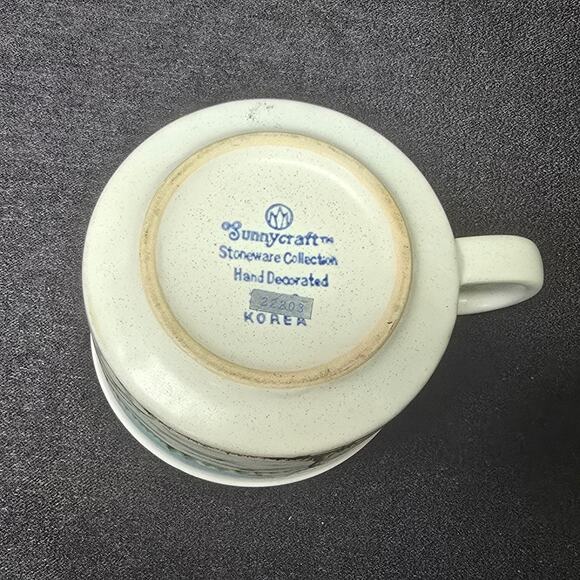 Sunnycraft™
Stoneware Collection
Hand Decorated
22803
KOREA